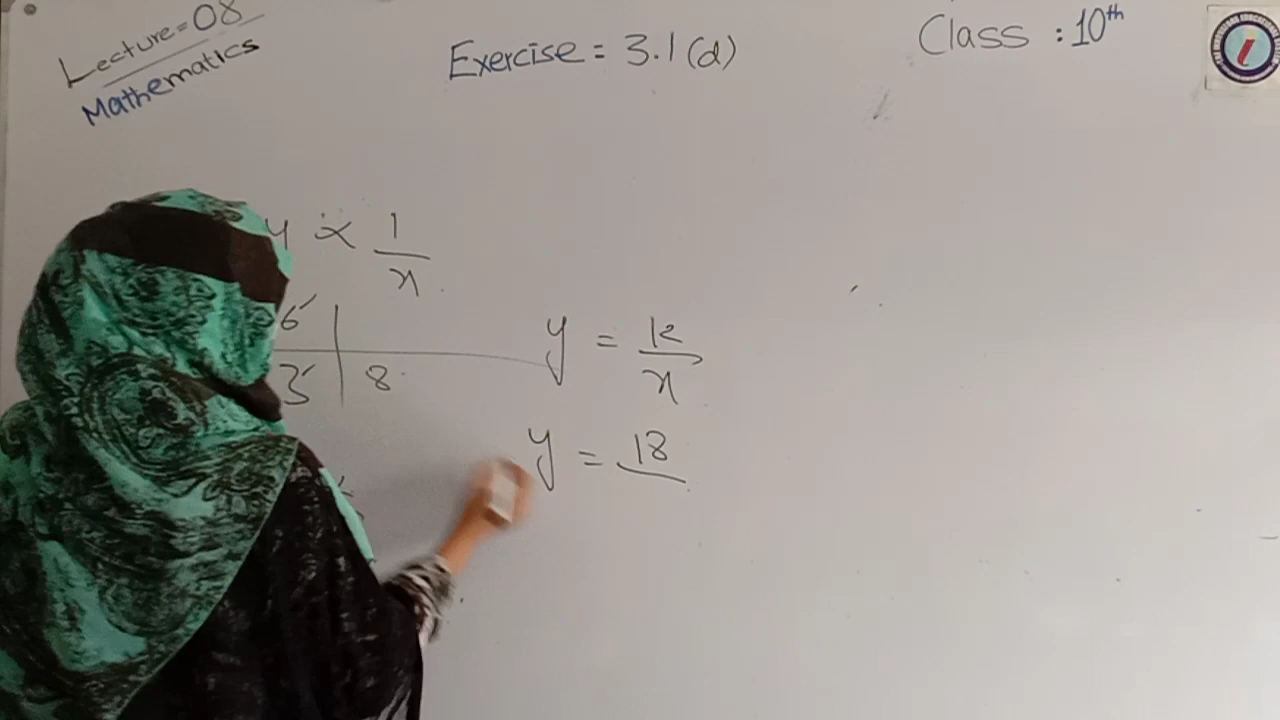 Lecture=08
Mathematics
Exercise = 3.1(d)
Class : 10th
y ∝ 1/x
6
3 | 8
y = k/x
y = 18